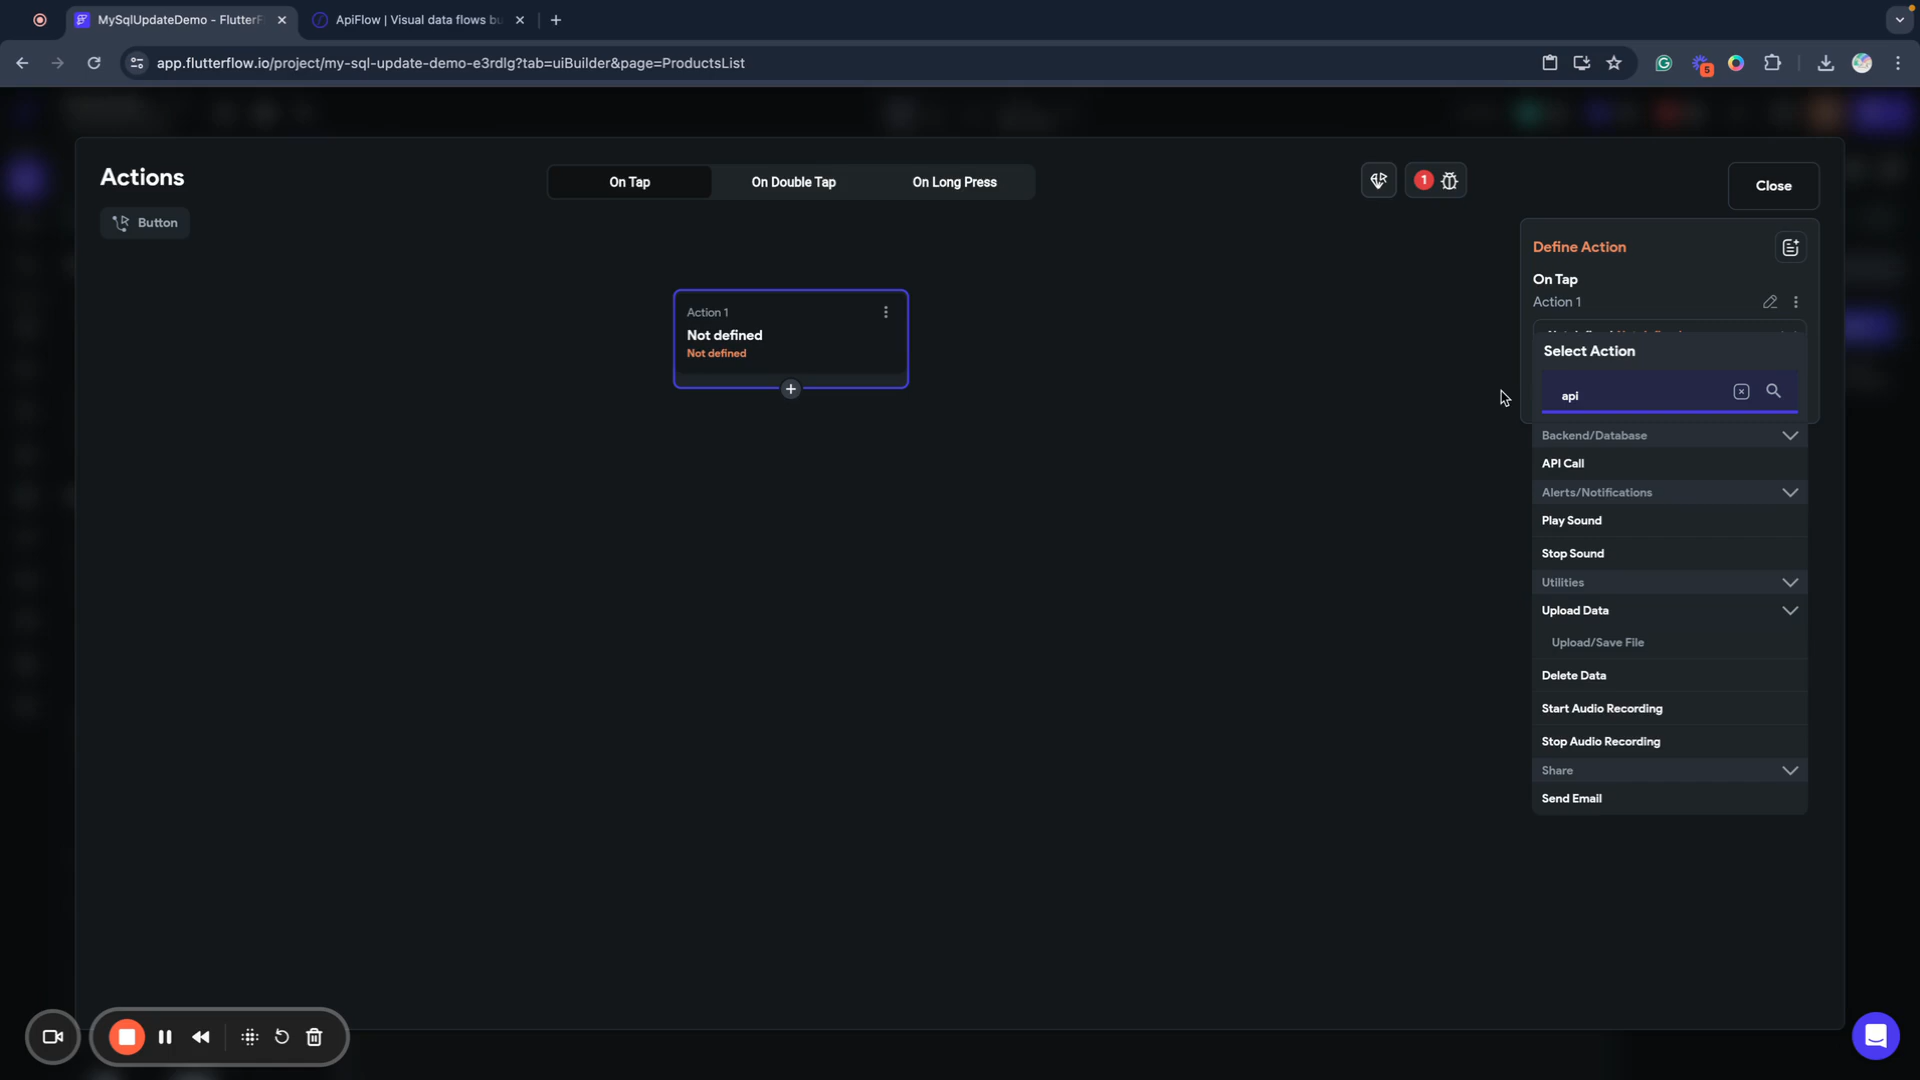 MySqlUpdateDemo - FlutterF
ApiFlow | Visual data flows bu
app.flutterflow.io/project/my-sql-update-demo-e3rdlg?tab=uiBuilder&page=ProductsList
5
Actions
On Tap
On Double Tap
On Long Press
1
Close
Button
Define Action
On Tap
Action 1
Action 1
Not defined
Not defined
Select Action
api
Backend/Database
API Call
Alerts/Notifications
Play Sound
Stop Sound
Utilities
Upload Data
Upload/Save File
Delete Data
Start Audio Recording
Stop Audio Recording
Share
Send Email